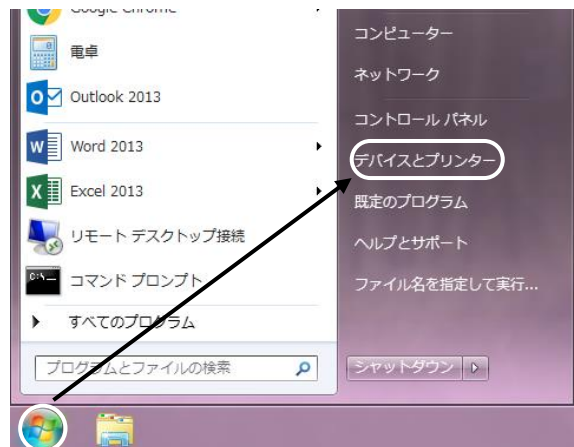 Google Chrome
電卓
Outlook 2013
Word 2013
Excel 2013
リモート デスクトップ接続
コマンド プロンプト
すべてのプログラム
プログラムとファイルの検索
コンピューター
ネットワーク
コントロール パネル
デバイスとプリンター
既定のプログラム
ヘルプとサポート
ファイル名を指定して実行...
シャットダウン